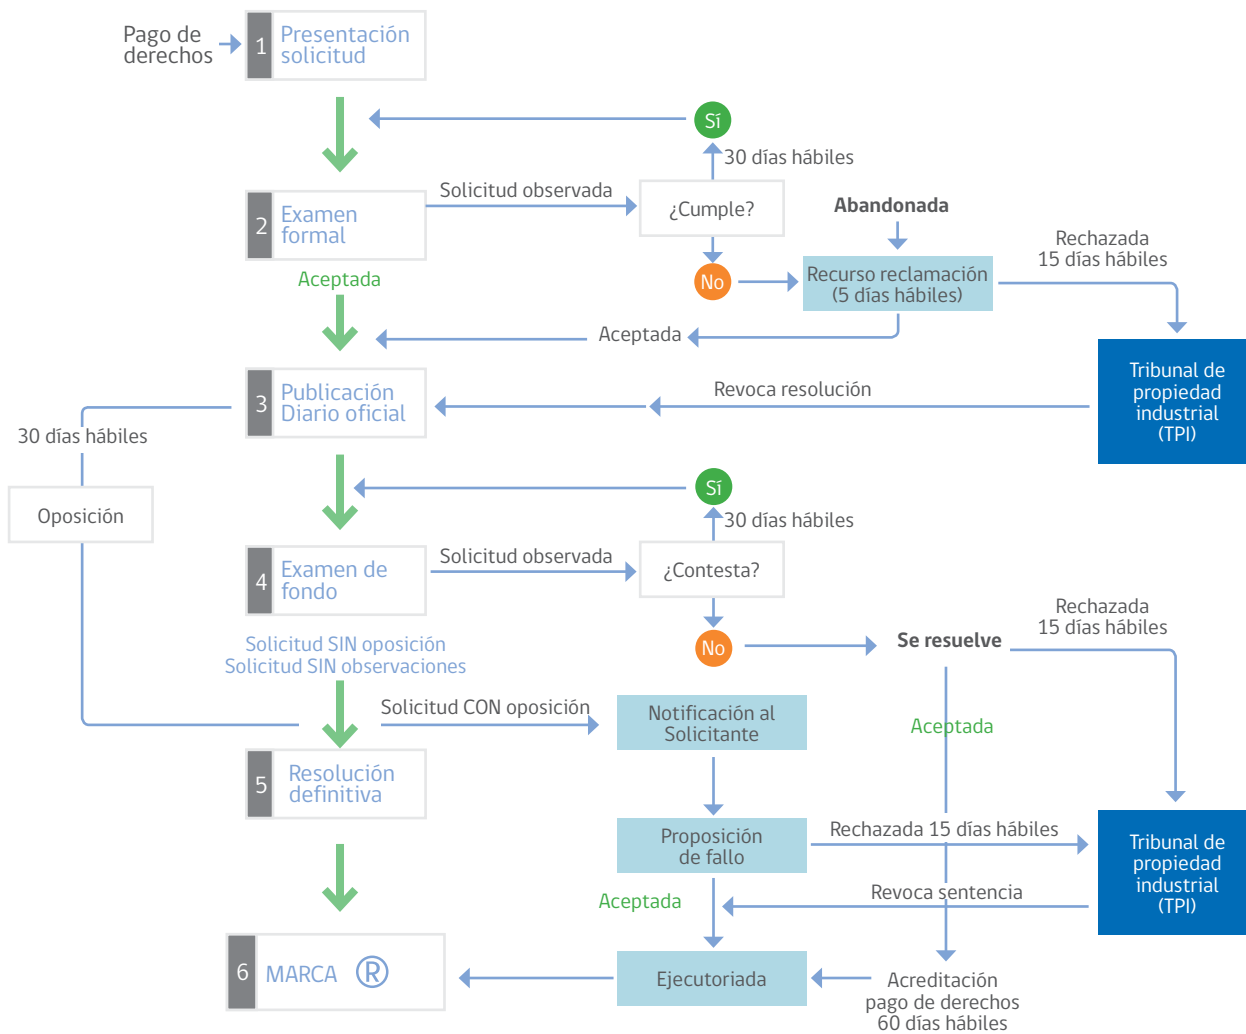 Pago de
derechos
1
Presentación
solicitud
Sí
30 días hábiles
Solicitud observada
¿Cumple?
2
Examen
formal
Abandonada
No
Recurso reclamación
(5 días hábiles)
Rechazada
15 días hábiles
Aceptada
Aceptada
3
Publicación
Diario oficial
Revoca resolución
Tribunal de
propiedad
industrial
(TPI)
30 días hábiles
Oposición
Sí
30 días hábiles
Solicitud observada
¿Contesta?
4
Examen de
fondo
No
Se resuelve
Rechazada
15 días hábiles
Solicitud SIN oposición
Solicitud SIN observaciones
Solicitud CON oposición
Notificación al
Solicitante
Aceptada
5
Resolución
definitiva
Proposición
de fallo
Rechazada 15 días hábiles
Tribunal de
propiedad
industrial
(TPI)
Aceptada
Revoca sentencia
6
MARCA ®
Ejecutoriada
Acreditación
pago de derechos
60 días hábiles